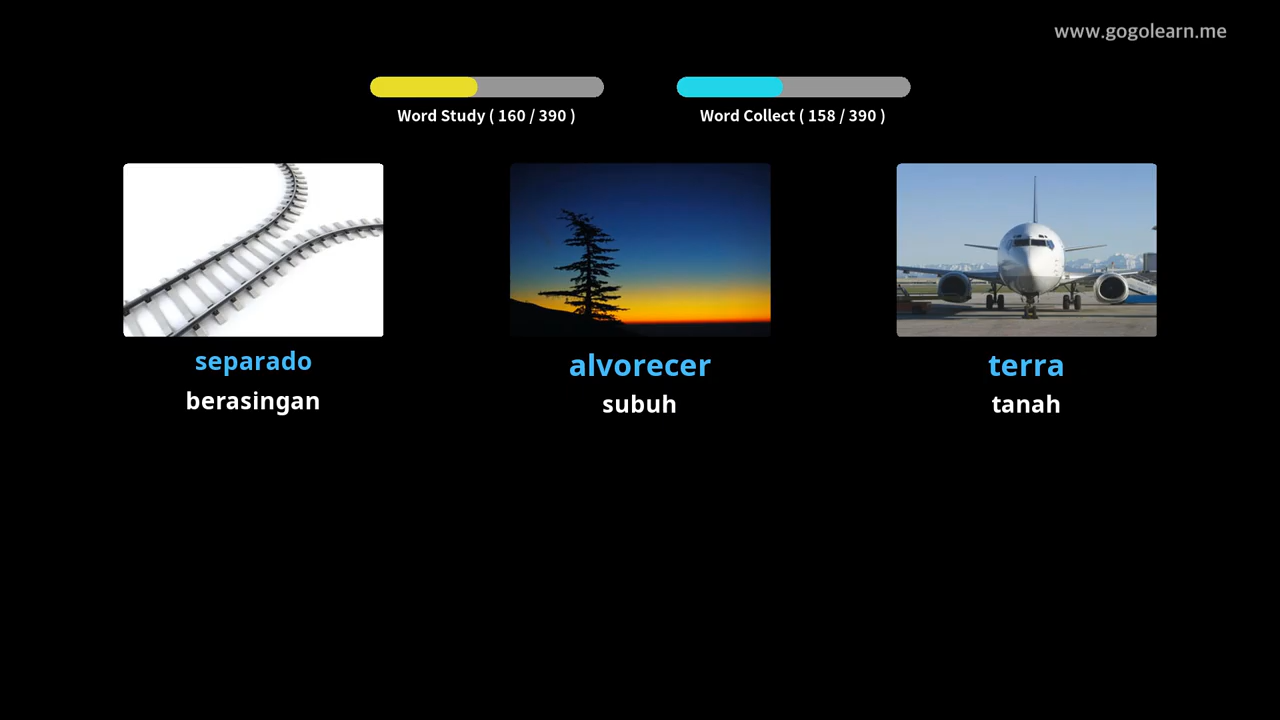 www.gogolearn.me
Word Study ( 160 / 390 )
Word Collect ( 158 / 390 )
separado
berasingan
alvorecer
subuh
terra
tanah